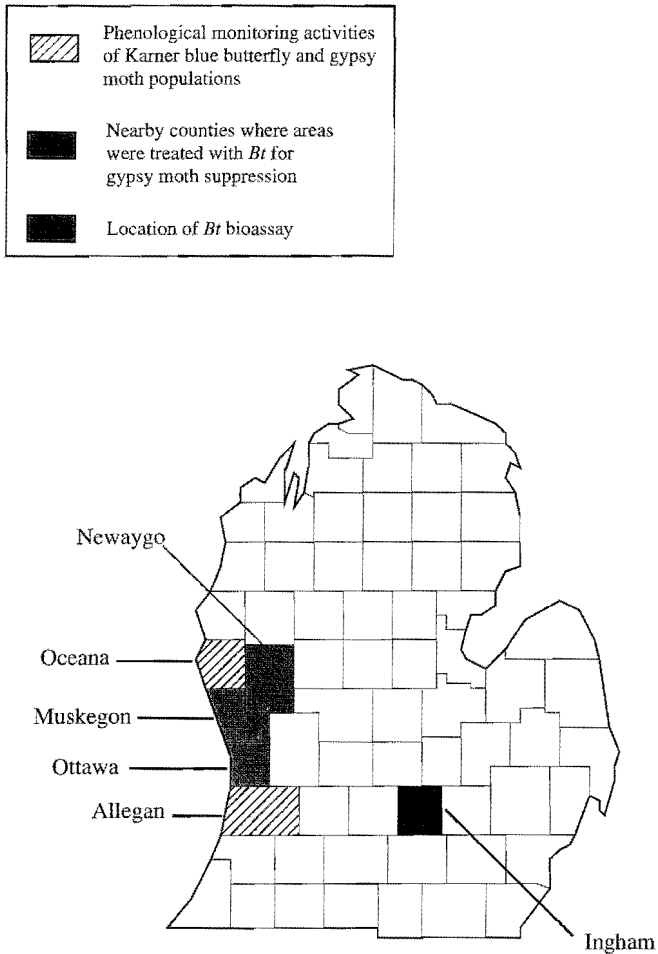 Phenological monitoring activities
of Karner blue butterfly and gypsy
moth populations
Nearby counties where areas
were treated with Bt for
gypsy moth suppression
Location of Bt bioassay
Newaygo
Oceana
Muskegon
Ottawa
Allegan
Ingham